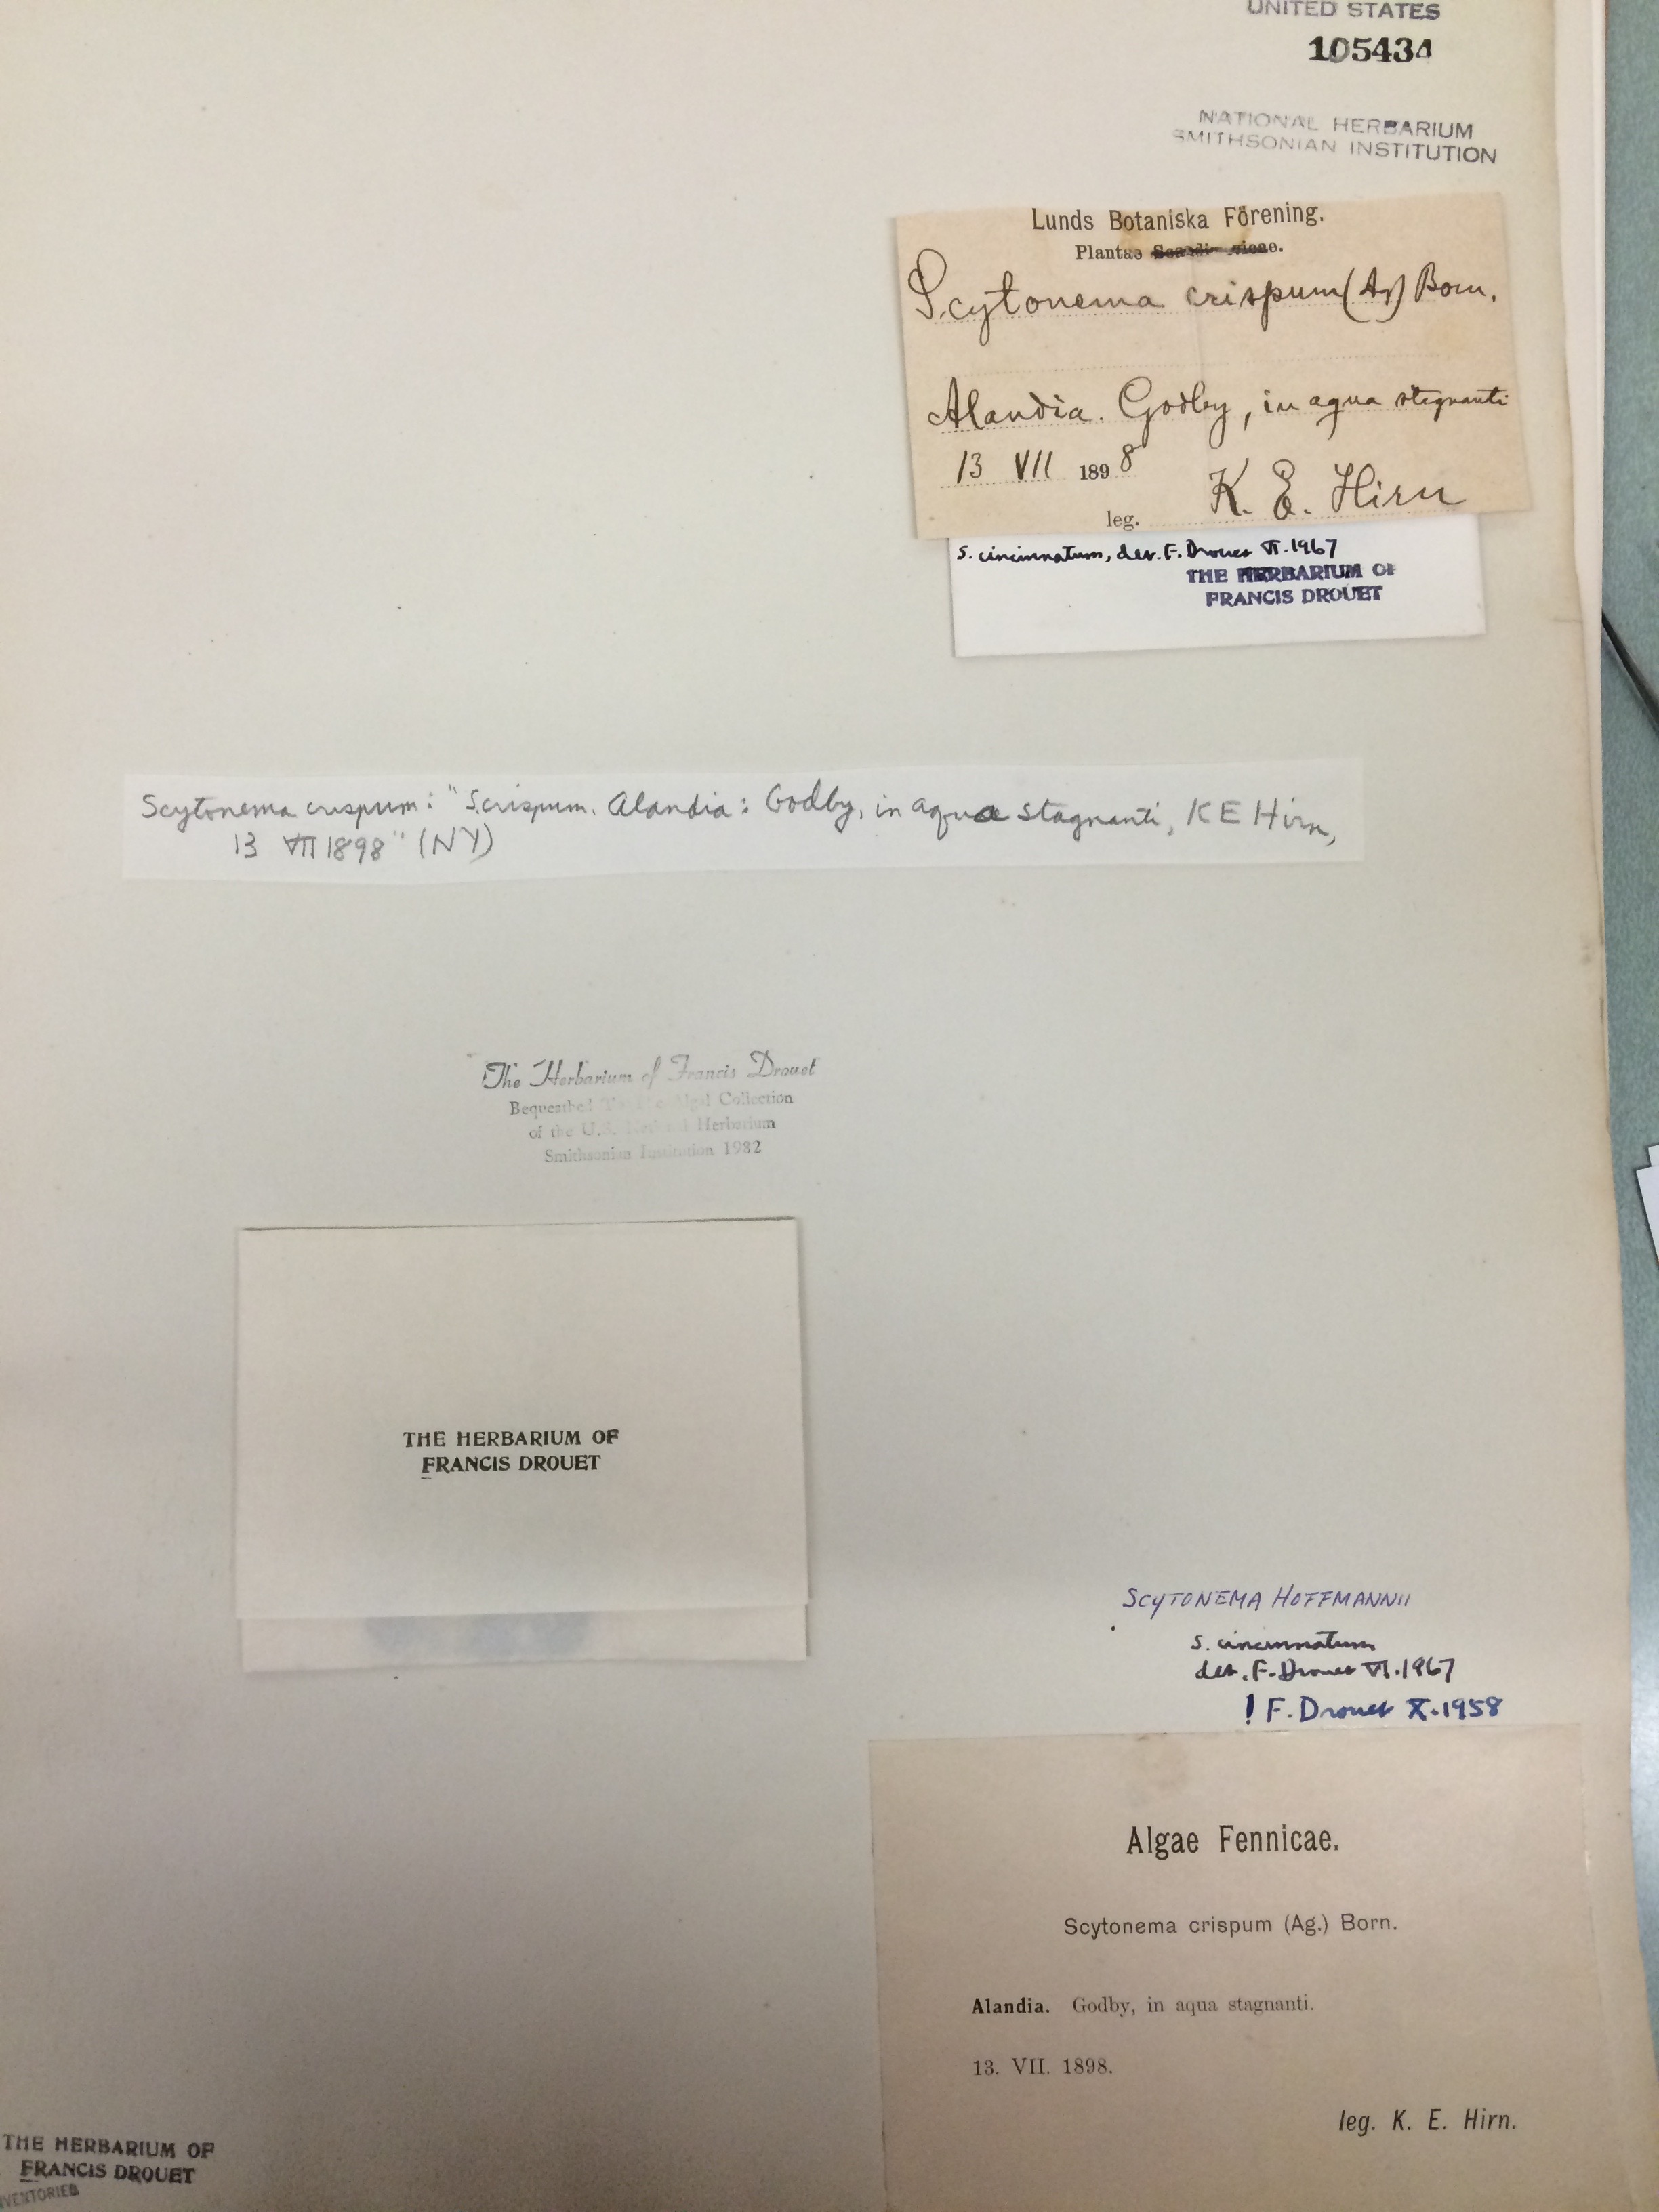 UNITED STATES
105434
NATIONAL HERBARIUM
SMITHSONIAN INSTITUTION
Lunds Botaniska Förening.
Plantae
Scytonema crispum (Ag) Born.
Alandia. Godby, in aqua stagnanti
13 VII 1898
leg. K. E. Hirn
S. cincinnatum, det. F. Drouet VI.1967
THE HERBARIUM OF
FRANCIS DROUET
Scytonema crispum: "S. crispum. Alandia: Godby, in aqua stagnanti, K E Hirn,
13 VII 1898" (NY)
The Herbarium of Francis Drouet
Bequeathed To the Algal Collection
of the U.S. National Herbarium
Smithsonian Institution 1982
THE HERBARIUM OF
FRANCIS DROUET
SCYTONEMA HOFFMANNII
S. cincinnatum
det. F. Drouet VI.1967
! F. Drouet X.1958
Algae Fennicae.
Scytonema crispum (Ag.) Born.
Alandia. Godby, in aqua stagnanti.
13. VII. 1898.
leg. K. E. Hirn.
THE HERBARIUM OF
FRANCIS DROUET
NVENTORIED